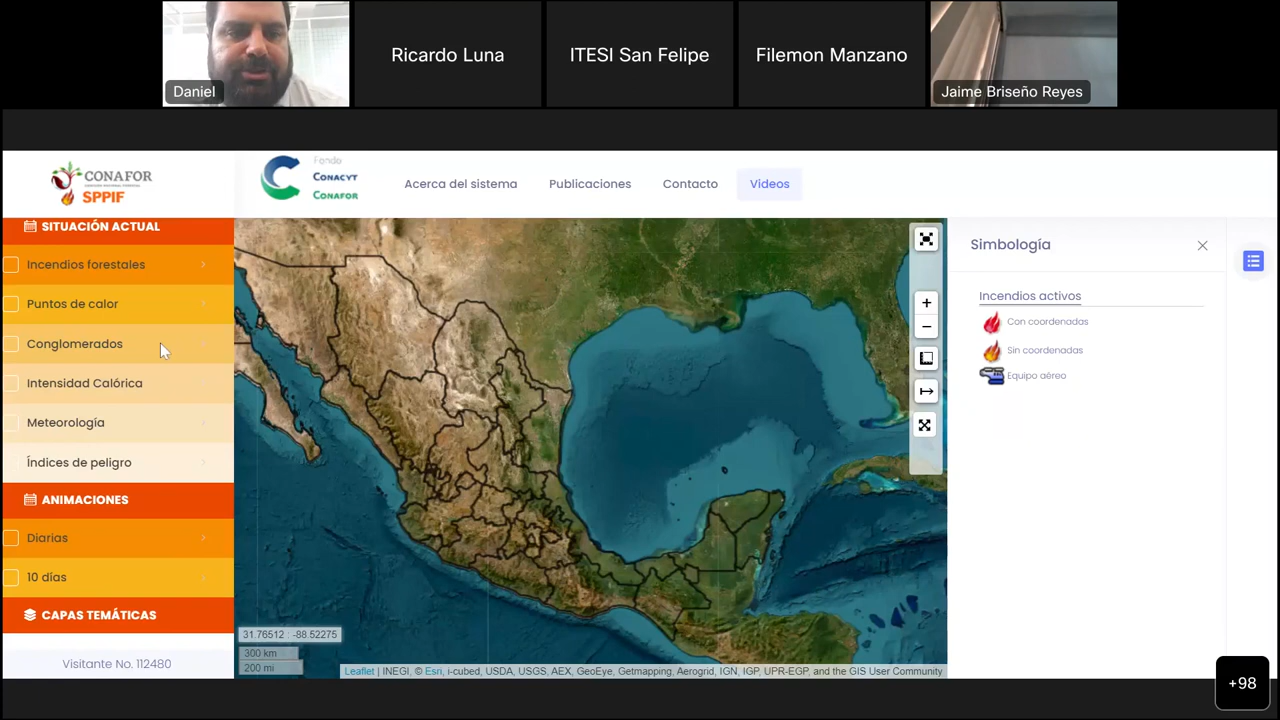 Daniel
Ricardo Luna
ITESI San Felipe
Filemon Manzano
Jaime Briseño Reyes
CONAFOR
SPPIF
Fondo
CONACYT
CONAFOR
Acerca del sistema
Publicaciones
Contacto
Videos
SITUACIÓN ACTUAL
Incendios forestales
Puntos de calor
Conglomerados
Intensidad Calórica
Meteorología
Índices de peligro
ANIMACIONES
Diarias
10 días
CAPAS TEMÁTICAS
Visitante No. 112480
+
−
31.76512 : -88.52275
300 km
200 mi
Leaflet | INEGI, © Esri, i-cubed, USDA, USGS, AEX, GeoEye, Getmapping, Aerogrid, IGN, IGP, UPR-EGP, and the GIS User Community
Simbología
Incendios activos
Con coordenadas
Sin coordenadas
Equipo aéreo
+98